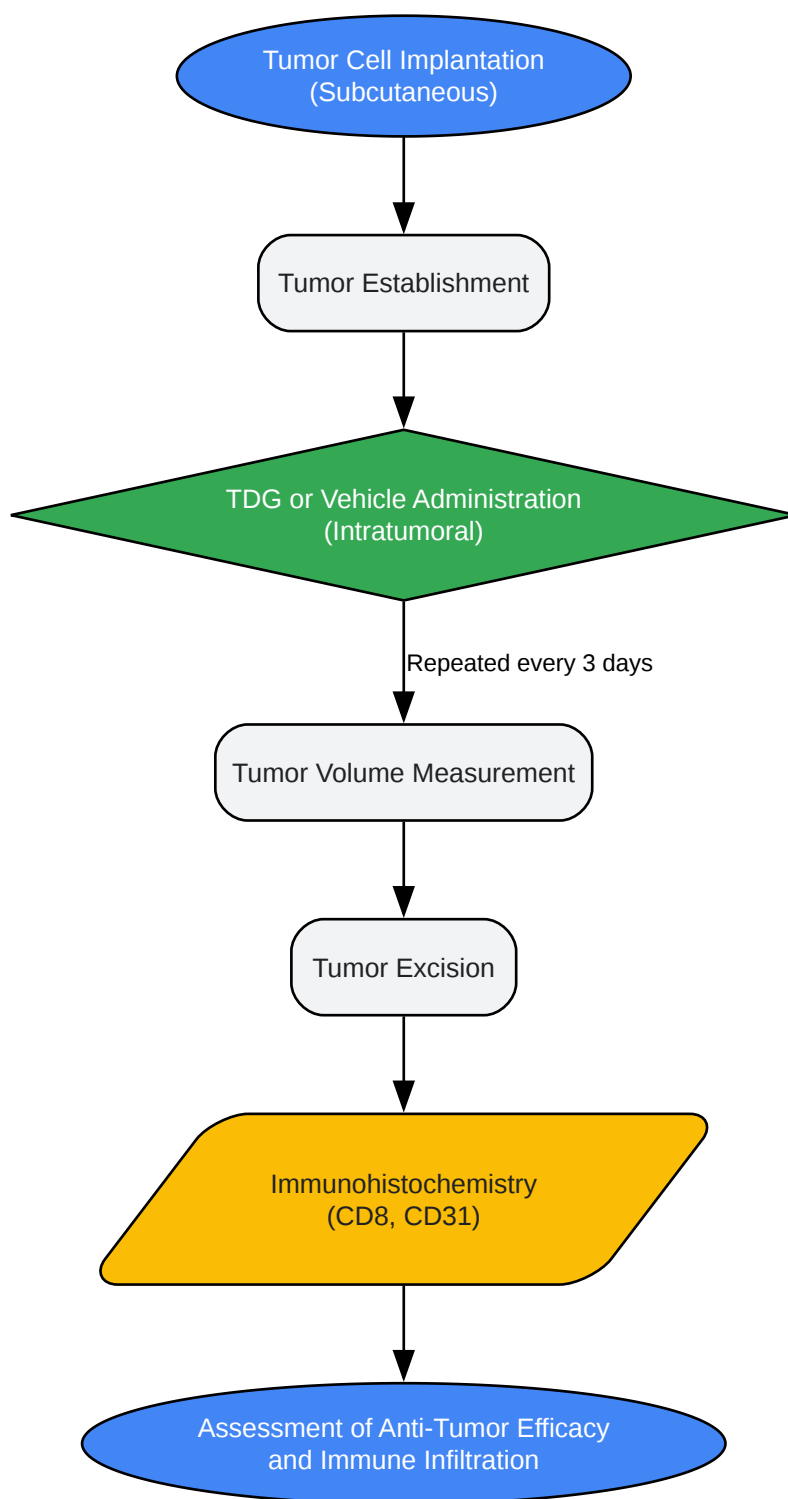 Tumor Cell Implantation
(Subcutaneous)
Tumor Establishment
TDG or Vehicle Administration
(Intratumoral)
Repeated every 3 days
Tumor Volume Measurement
Tumor Excision
Immunohistochemistry
(CD8, CD31)
Assessment of Anti-Tumor Efficacy
and Immune Infiltration